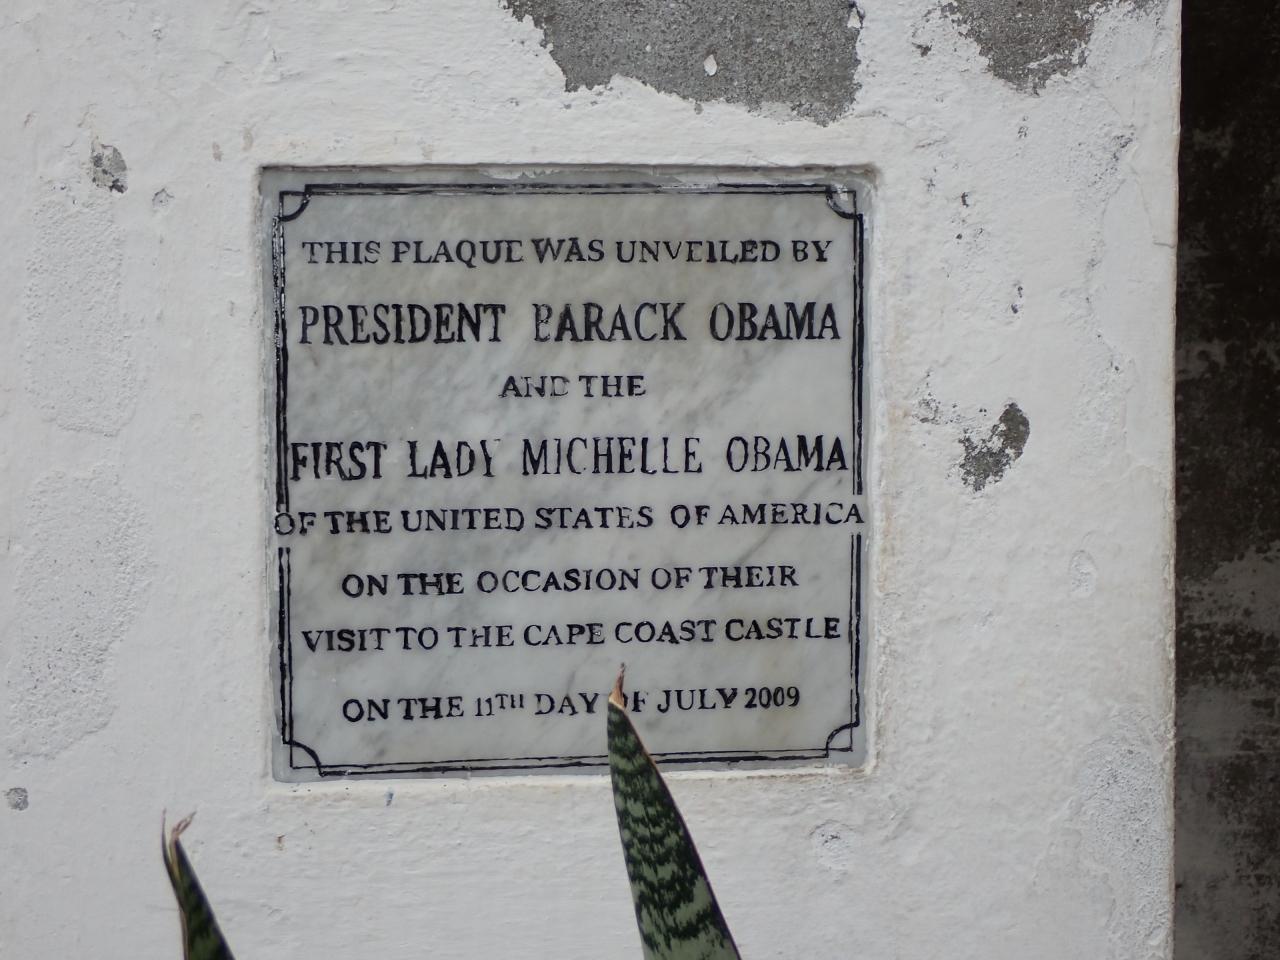 THIS PLAQUE WAS UNVEILED BY
PRESIDENT BARACK OBAMA
AND THE
FIRST LADY MICHELLE OBAMA
OF THE UNITED STATES OF AMERICA
ON THE OCCASION OF THEIR
VISIT TO THE CAPE COAST CASTLE
ON THE 11TH DAY OF JULY 2009